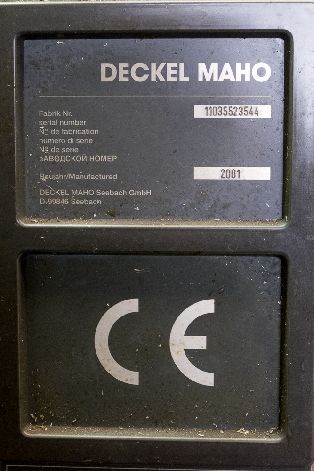 DECKEL MAHO
Fabrik Nr. 11035523544
serial number
No de fabrication
numero di serie
No de serie
ЗАВОДСКОЙ НОМЕР
Baujahr/Manufactured 2001
DECKEL MAHO Seebach GmbH
D-99846 Seebach
CE